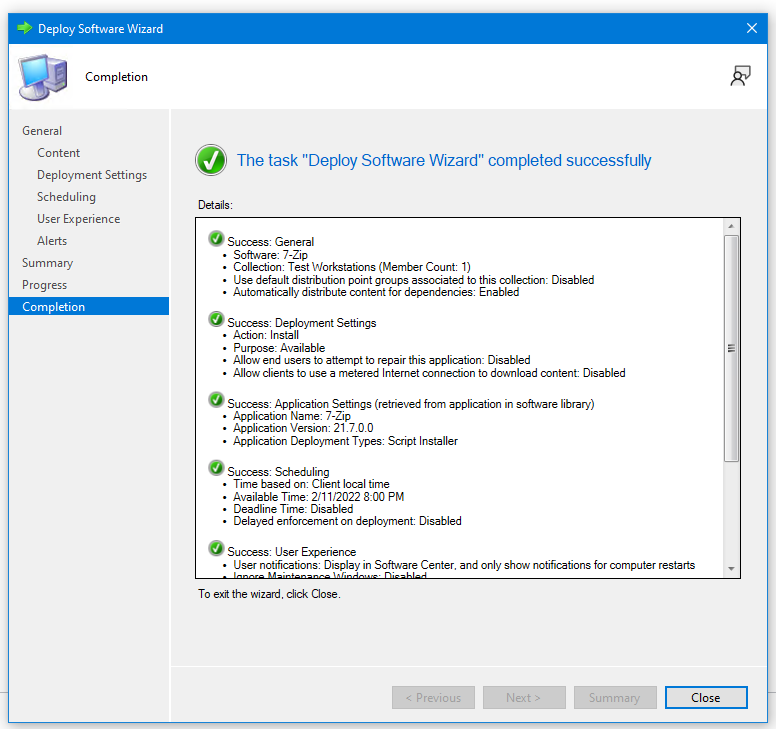 Deploy Software Wizard
Completion
General
Content
Deployment Settings
Scheduling
User Experience
Alerts
Summary
Progress
Completion
The task "Deploy Software Wizard" completed successfully
Details:
Success: General
• Software: 7-Zip
• Collection: Test Workstations (Member Count: 1)
• Use default distribution point groups associated to this collection: Disabled
• Automatically distribute content for dependencies: Enabled
Success: Deployment Settings
• Action: Install
• Purpose: Available
• Allow end users to attempt to repair this application: Disabled
• Allow clients to use a metered Internet connection to download content: Disabled
Success: Application Settings (retrieved from application in software library)
• Application Name: 7-Zip
• Application Version: 21.7.0.0
• Application Deployment Types: Script Installer
Success: Scheduling
• Time based on: Client local time
• Available Time: 2/11/2022 8:00 PM
• Deadline Time: Disabled
• Delayed enforcement on deployment: Disabled
Success: User Experience
• User notifications: Display in Software Center, and only show notifications for computer restarts
• Ignore Maintenance Windows: Disabled
To exit the wizard, click Close.
< Previous
Next >
Summary
Close